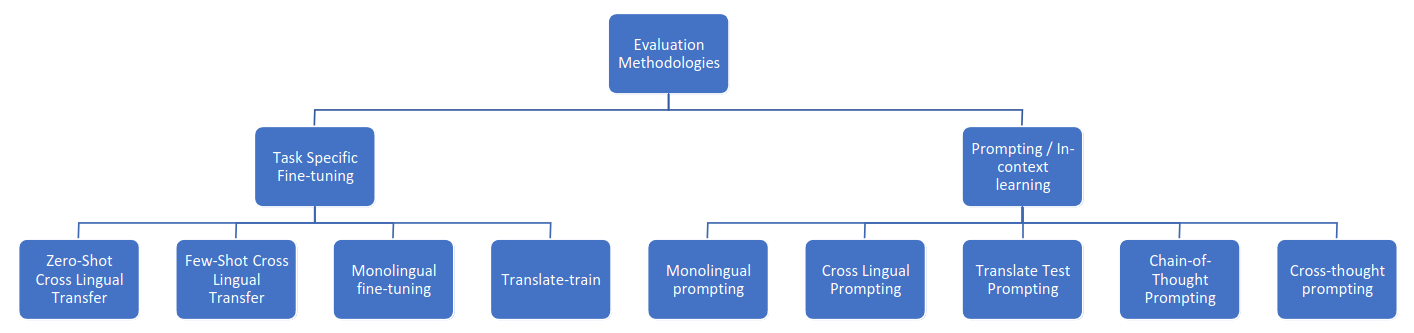 Evaluation
Methodologies
Task Specific
Fine-tuning
Prompting / In-
context
learning
Zero-Shot
Cross Lingual
Transfer
Few-Shot Cross
Lingual
Transfer
Monolingual
fine-tuning
Translate-train
Monolingual
prompting
Cross Lingual
Prompting
Translate Test
Prompting
Chain-of-
Thought
Prompting
Cross-thought
prompting